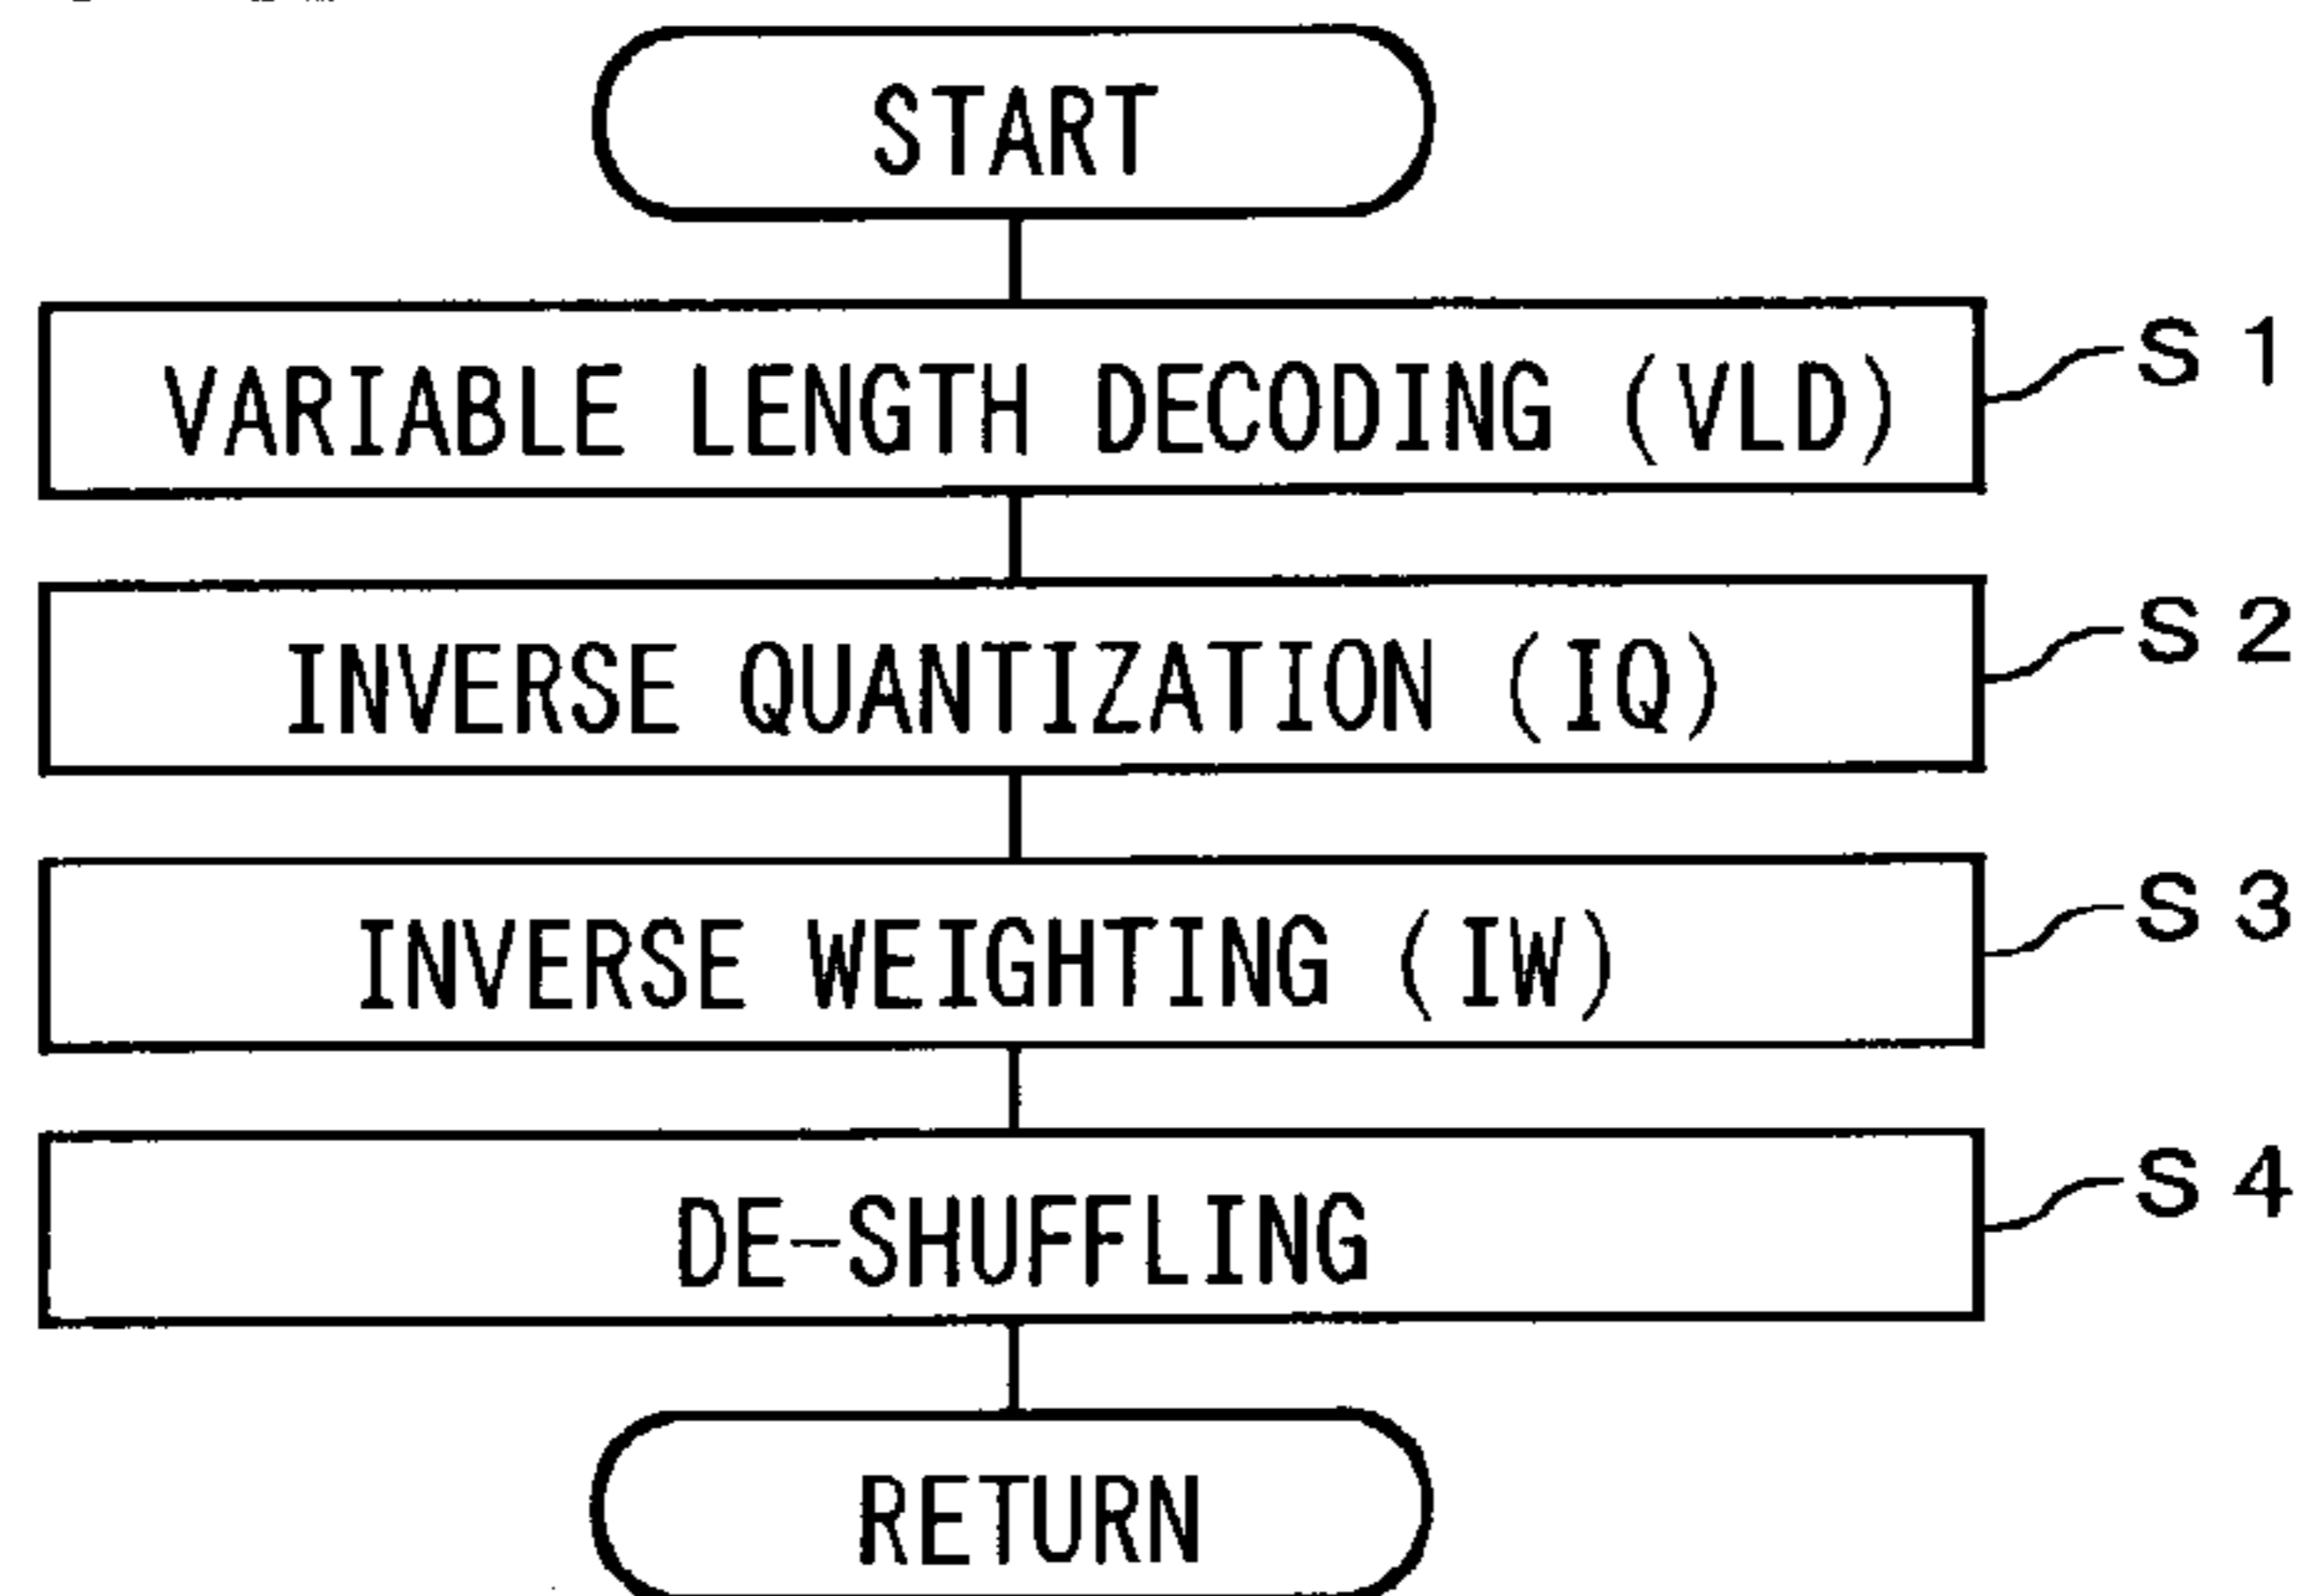 START
VARIABLE LENGTH DECODING (VLD)
S1
INVERSE QUANTIZATION (IQ)
S2
INVERSE WEIGHTING (IW)
S3
DE-SHUFFLING
S4
RETURN